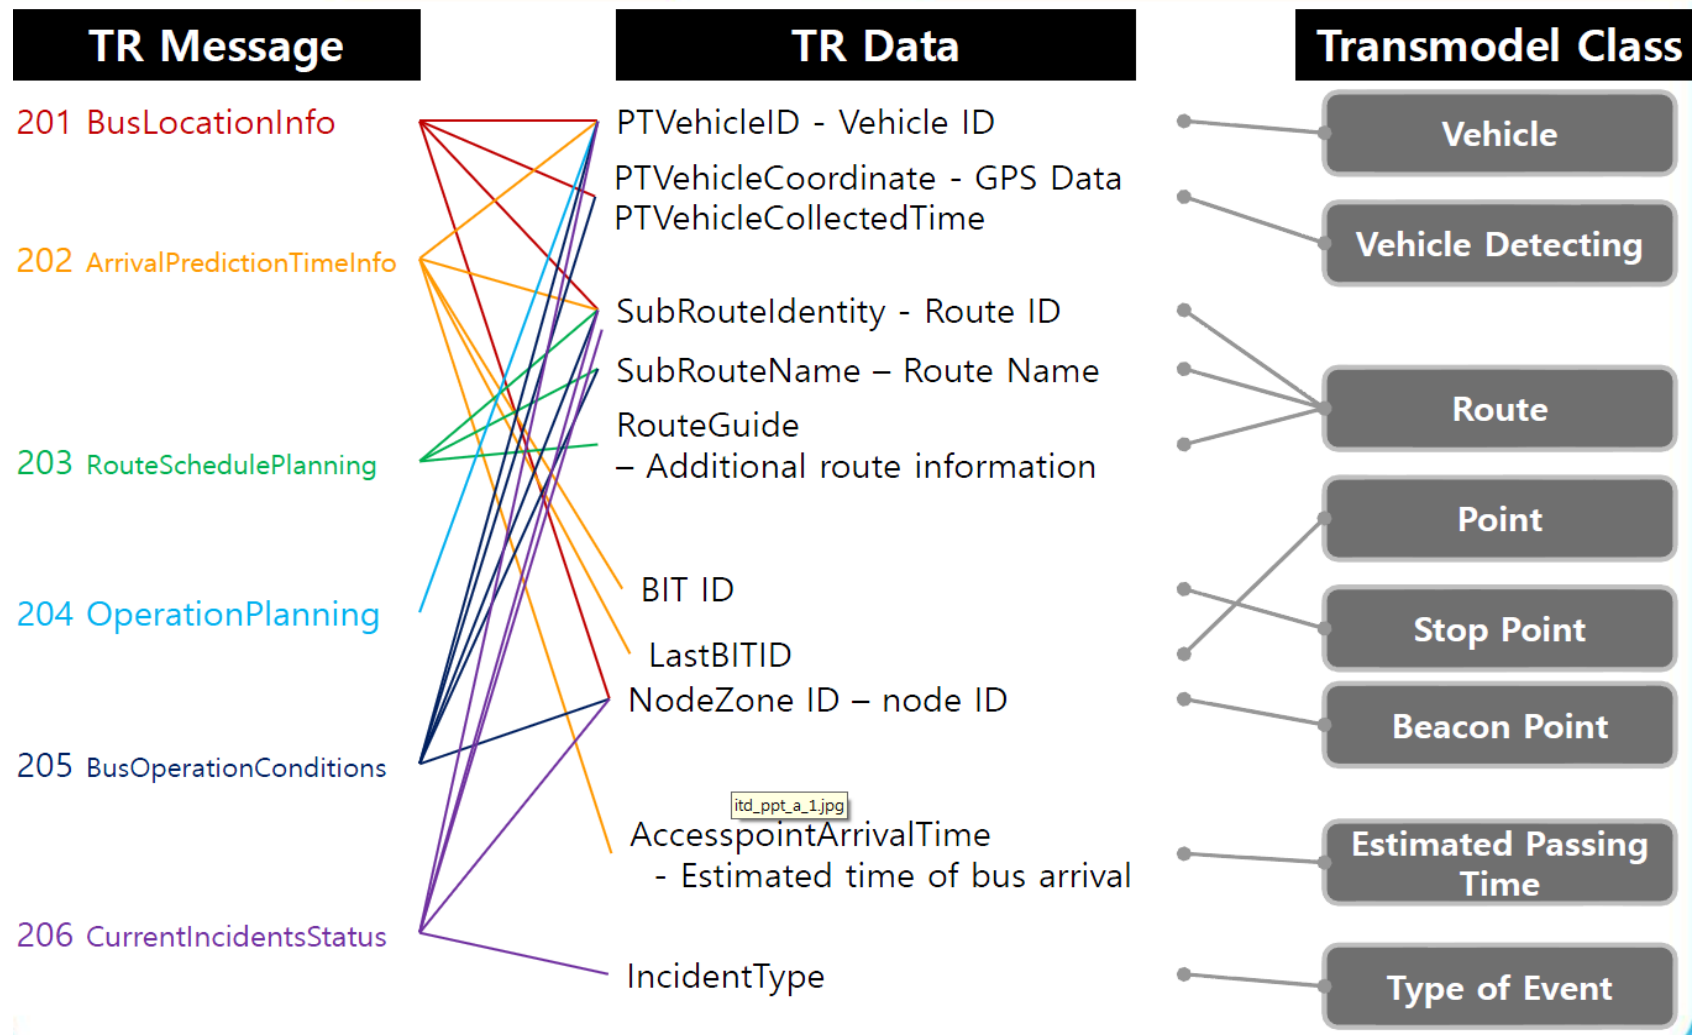 TR Message
TR Data
Transmodel Class
201 BusLocationInfo
202 ArrivalPredictionTimeInfo
203 RouteSchedulePlanning
204 OperationPlanning
205 BusOperationConditions
206 CurrentIncidentsStatus
PTVehicleID - Vehicle ID
PTVehicleCoordinate - GPS Data
PTVehicleCollectedTime
SubRouteIdentity - Route ID
SubRouteName – Route Name
RouteGuide
– Additional route information
BIT ID
LastBITID
NodeZone ID – node ID
itd_ppt_a_1.jpg
AccesspointArrivalTime
- Estimated time of bus arrival
IncidentType
Vehicle
Vehicle Detecting
Route
Point
Stop Point
Beacon Point
Estimated Passing
Time
Type of Event